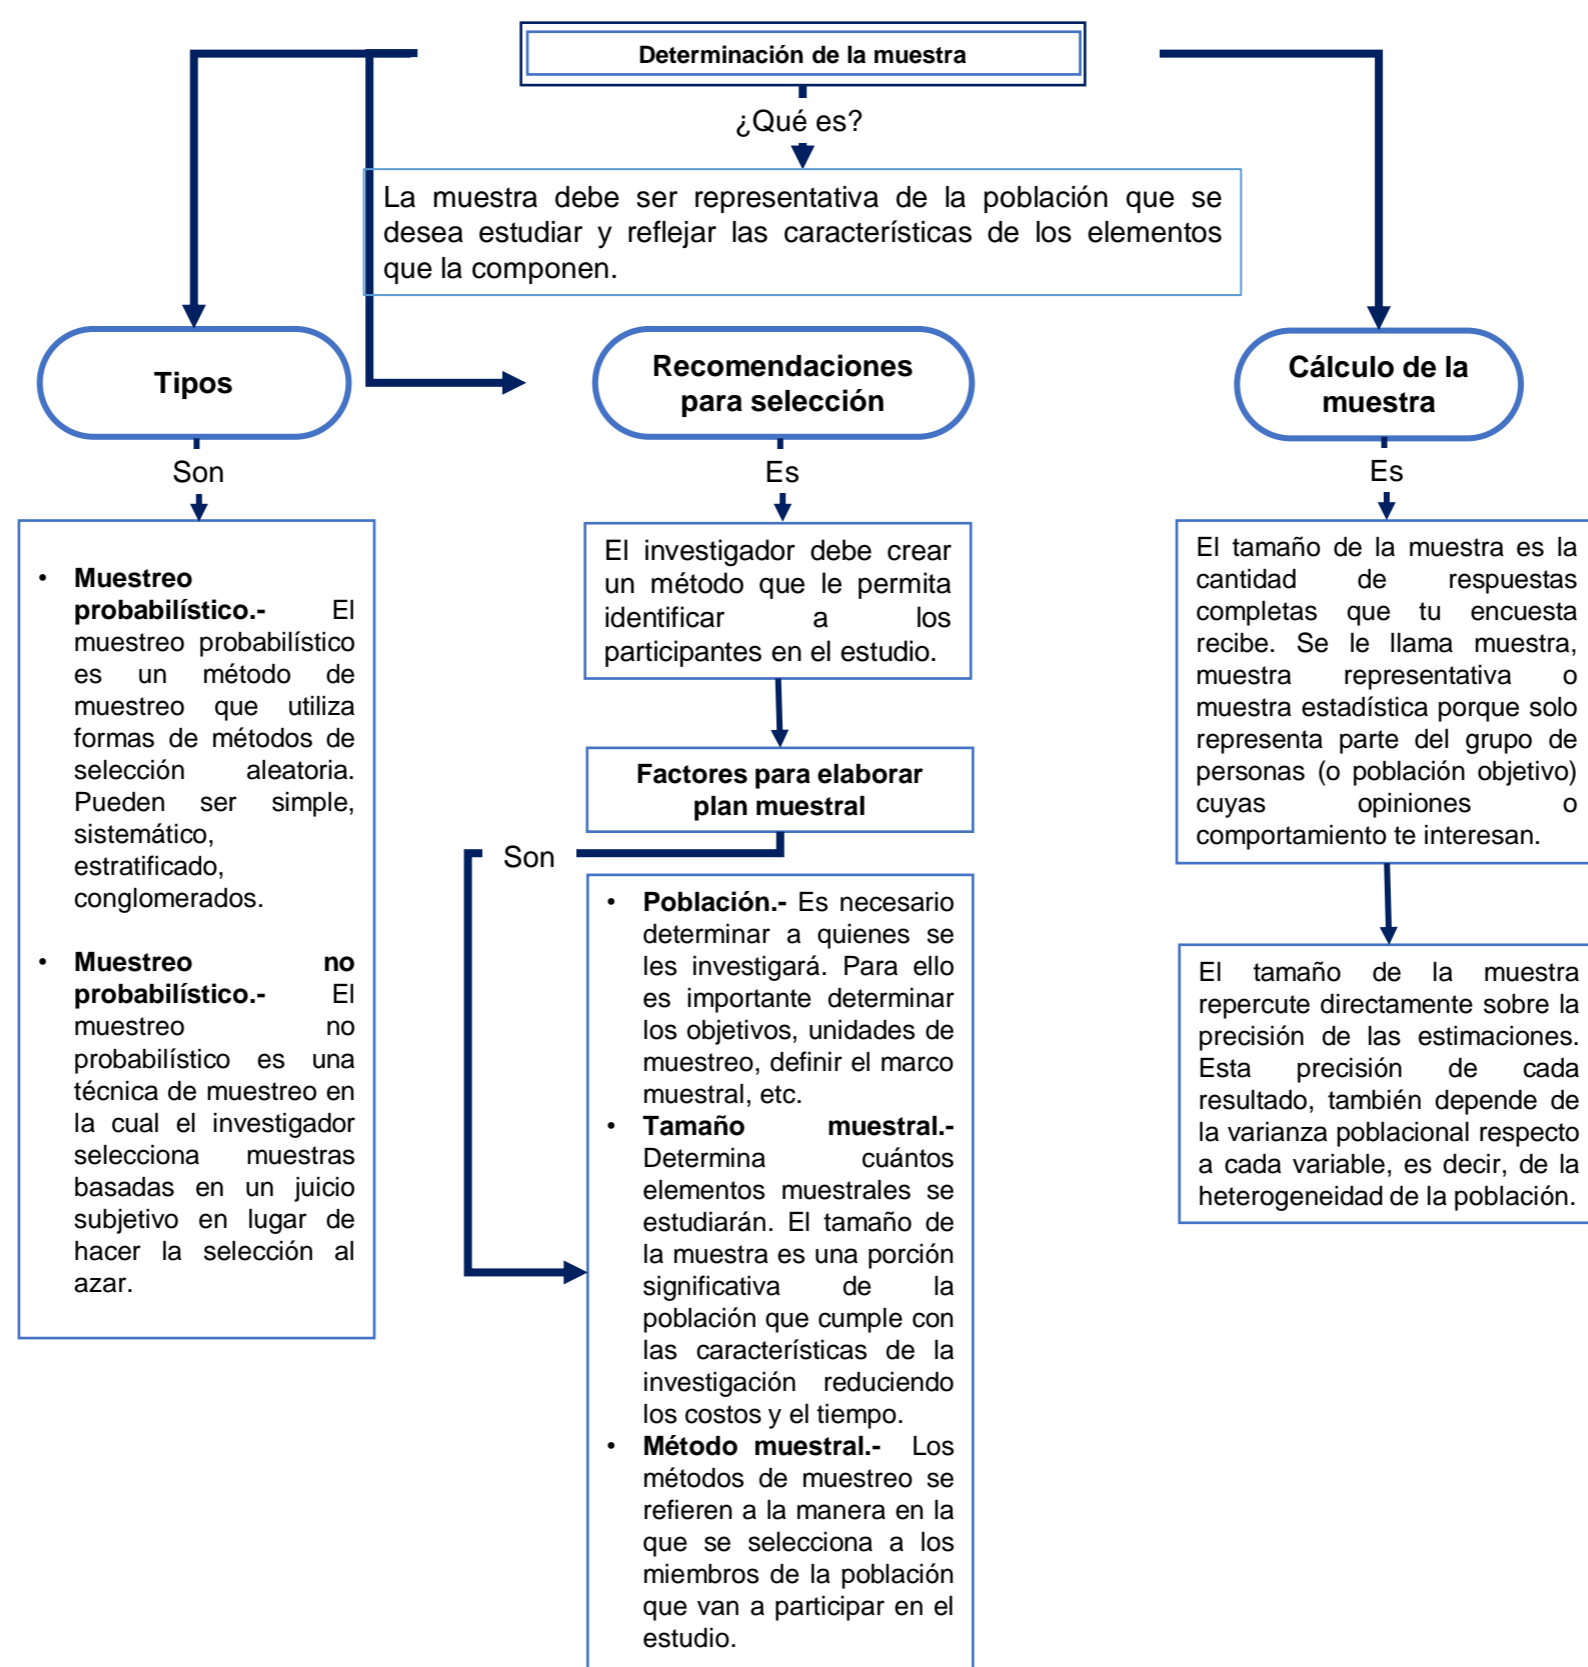 Determinación de la muestra
¿Qué es?
La muestra debe ser representativa de la población que se
desea estudiar y reflejar las características de los elementos
que la componen.
Tipos
Son
• Muestreo
probabilístico.- El
muestreo probabilístico
es un método de
muestreo que utiliza
formas de métodos de
selección aleatoria.
Pueden ser simple,
sistemático,
estratificado,
conglomerados.
• Muestreo no
probabilístico.- El
muestreo no
probabilístico es una
técnica de muestreo en
la cual el investigador
selecciona muestras
basadas en un juicio
subjetivo en lugar de
hacer la selección al
azar.
Recomendaciones
para selección
Es
El investigador debe crear
un método que le permita
identificar a los
participantes en el estudio.
Factores para elaborar
plan muestral
Son
• Población.- Es necesario
determinar a quienes se
les investigará. Para ello
es importante determinar
los objetivos, unidades de
muestreo, definir el marco
muestral, etc.
• Tamaño muestral.-
Determina cuántos
elementos muestrales se
estudiarán. El tamaño de
la muestra es una porción
significativa de la
población que cumple con
las características de la
investigación reduciendo
los costos y el tiempo.
• Método muestral.- Los
métodos de muestreo se
refieren a la manera en la
que se selecciona a los
miembros de la población
que van a participar en el
estudio.
Cálculo de la
muestra
Es
El tamaño de la muestra es la
cantidad de respuestas
completas que tu encuesta
recibe. Se le llama muestra,
muestra representativa o
muestra estadística porque solo
representa parte del grupo de
personas (o población objetivo)
cuyas opiniones o
comportamiento te interesan.
El tamaño de la muestra
repercute directamente sobre la
precisión de las estimaciones.
Esta precisión de cada
resultado, también depende de
la varianza poblacional respecto
a cada variable, es decir, de la
heterogeneidad de la población.